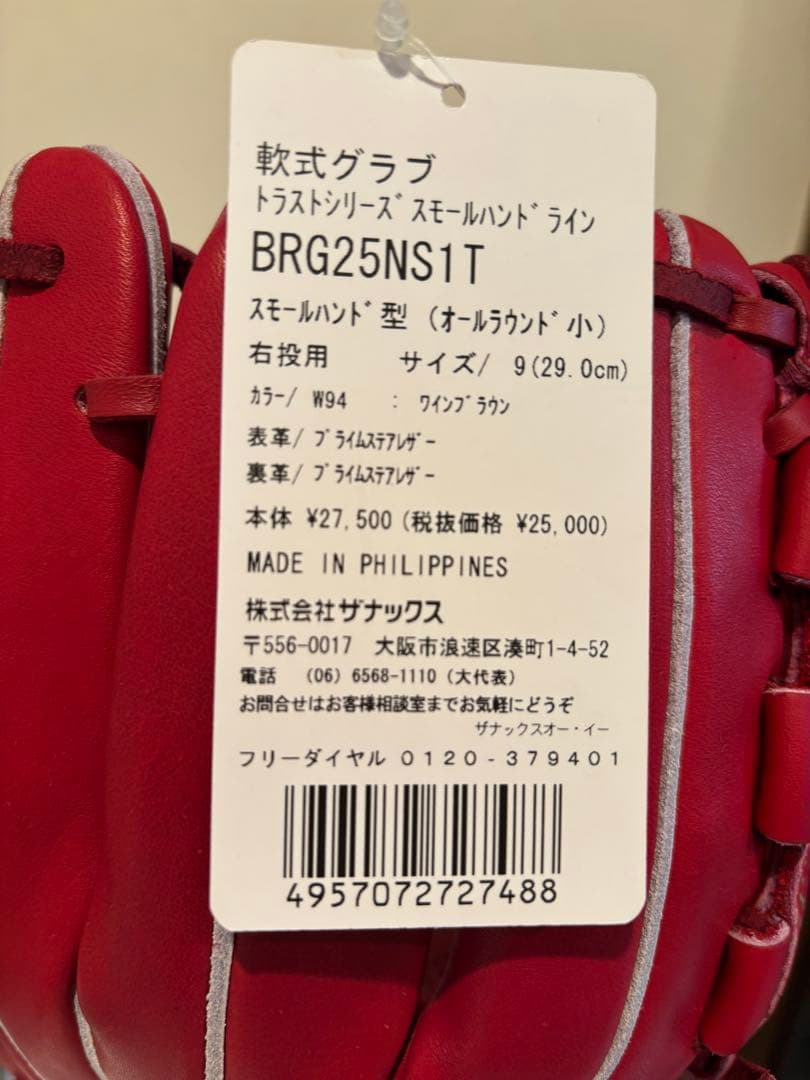 軟式グラブ
トラストシリーズ スモールハンド ライン
BRG25NS1T
スモールハンド 型 (オールラウンド 小)
右投用 サイズ/ 9(29.0cm)
カラー/ W94 : ワインブラウン
表革/ プライムステアレザー
裏革/ プライムステアレザー
本体 ¥27,500(税抜価格 ¥25,000)
MADE IN PHILIPPINES
株式会社ザナックス
〒556-0017 大阪市浪速区湊町1-4-52
電話 (06) 6568-1110(大代表)
お問合せはお客様相談室までお気軽にどうぞ
ザナックスオー・イー
フリーダイヤル 0120-379401
4957072727488